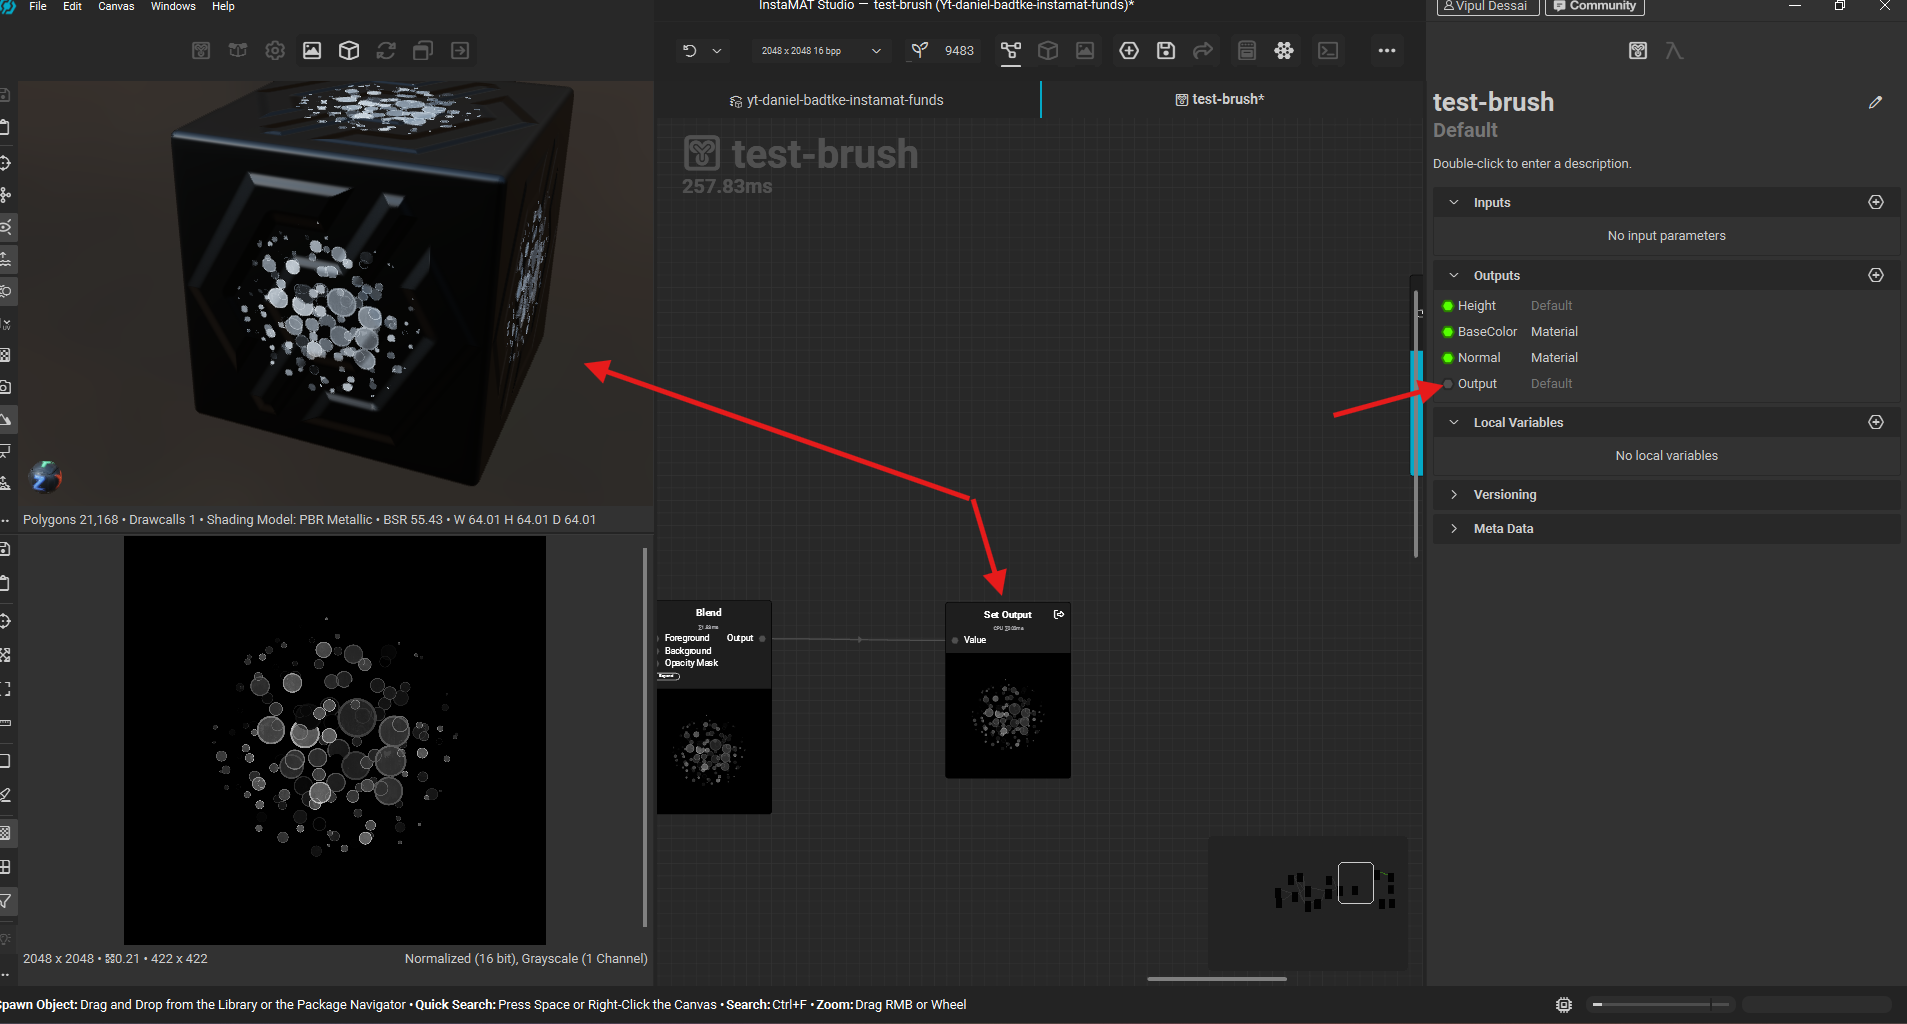 File Edit Canvas Windows Help
InstaMAT Studio — test-brush (Yt-daniel-badtke-instamat-funds)*
Vipul Dessai
Community
2048 x 2048 16 bpp
9483
yt-daniel-badtke-instamat-funds
test-brush*
test-brush
257.83ms
test-brush
Default
Double-click to enter a description.
Inputs
No input parameters
Outputs
Height Default
BaseColor Material
Normal Material
Output Default
Local Variables
No local variables
Versioning
Meta Data
Polygons 21,168 • Drawcalls 1 • Shading Model: PBR Metallic • BSR 55.43 • W 64.01 H 64.01 D 64.01
Blend
Foreground Output
Background
Opacity Mask
Set Output
Value
2048 x 2048 • 0.21 • 422 x 422
Normalized (16 bit), Grayscale (1 Channel)
pawn Object: Drag and Drop from the Library or the Package Navigator • Quick Search: Press Space or Right-Click the Canvas • Search: Ctrl+F • Zoom: Drag RMB or Wheel